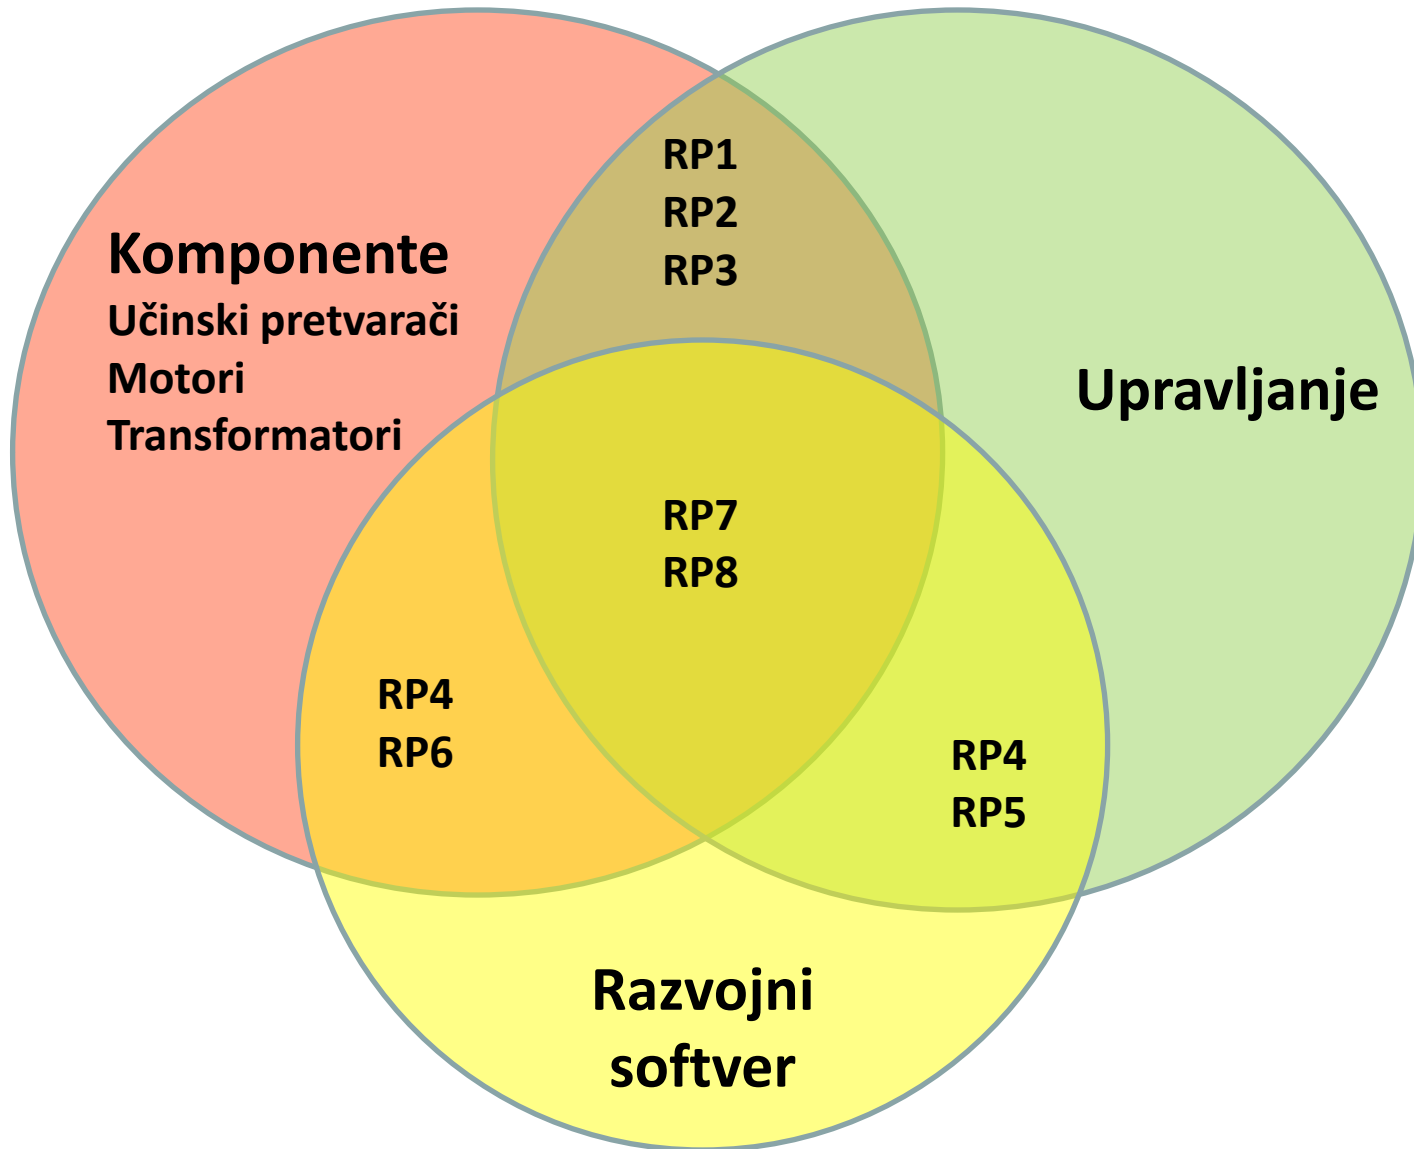 RP1
RP2
RP3
Komponente
Učinski pretvarači
Motori
Transformatori
Upravljanje
RP7
RP8
RP4
RP6
RP4
RP5
Razvojni
softver